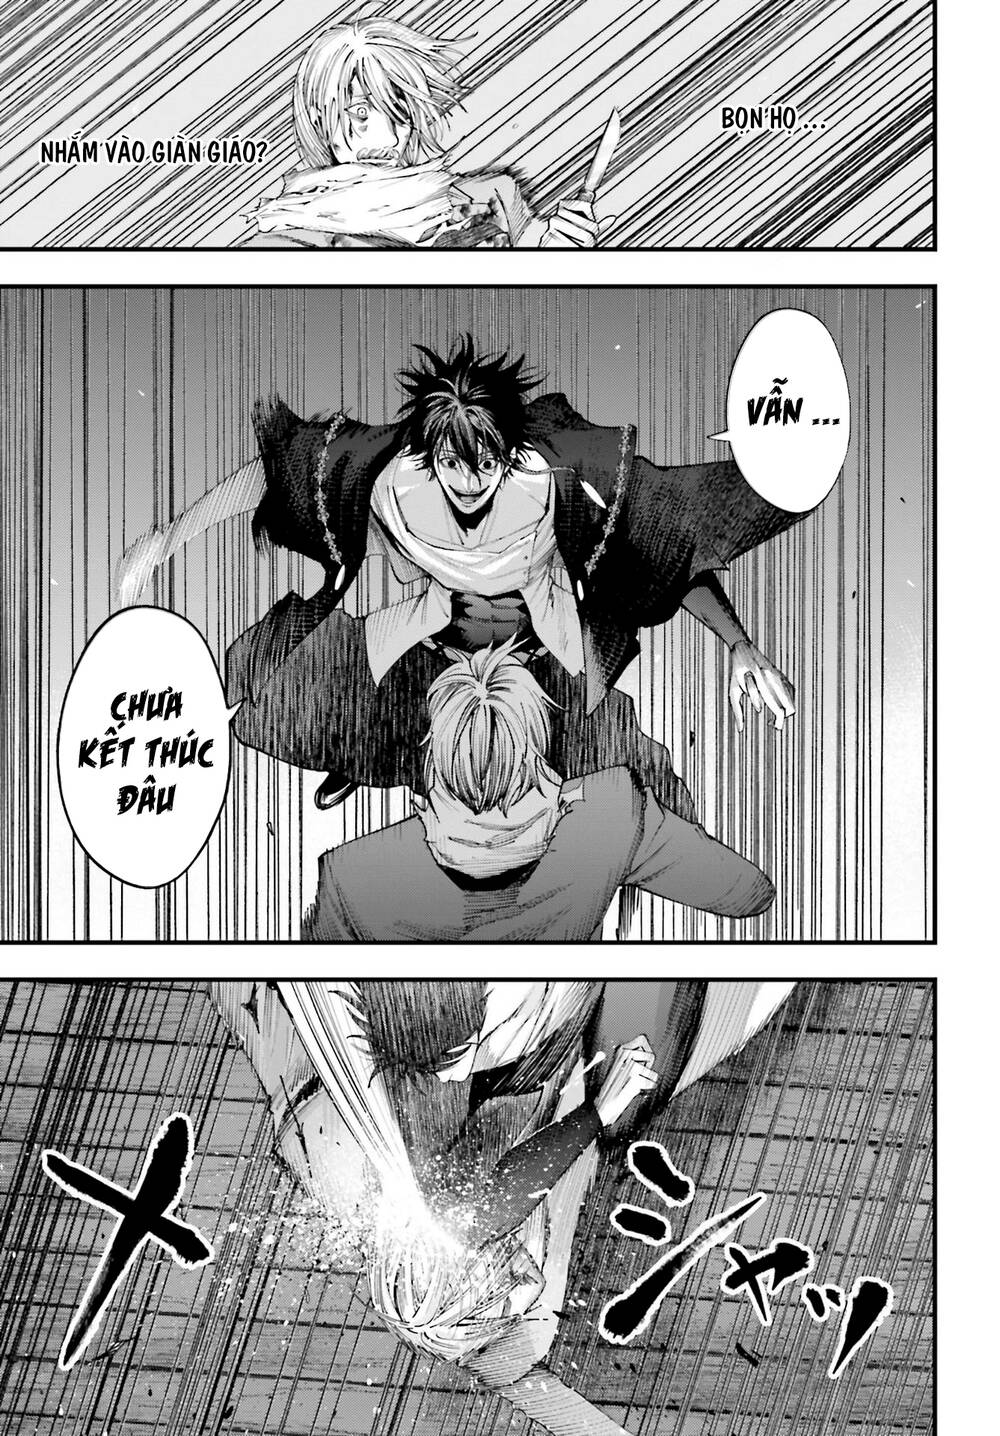 BỌN HỌ ...
NHẮM VÀO GIÀN GIÁO?
VẪN ...
CHƯA
KẾT THÚC
ĐÂU
メシャッ